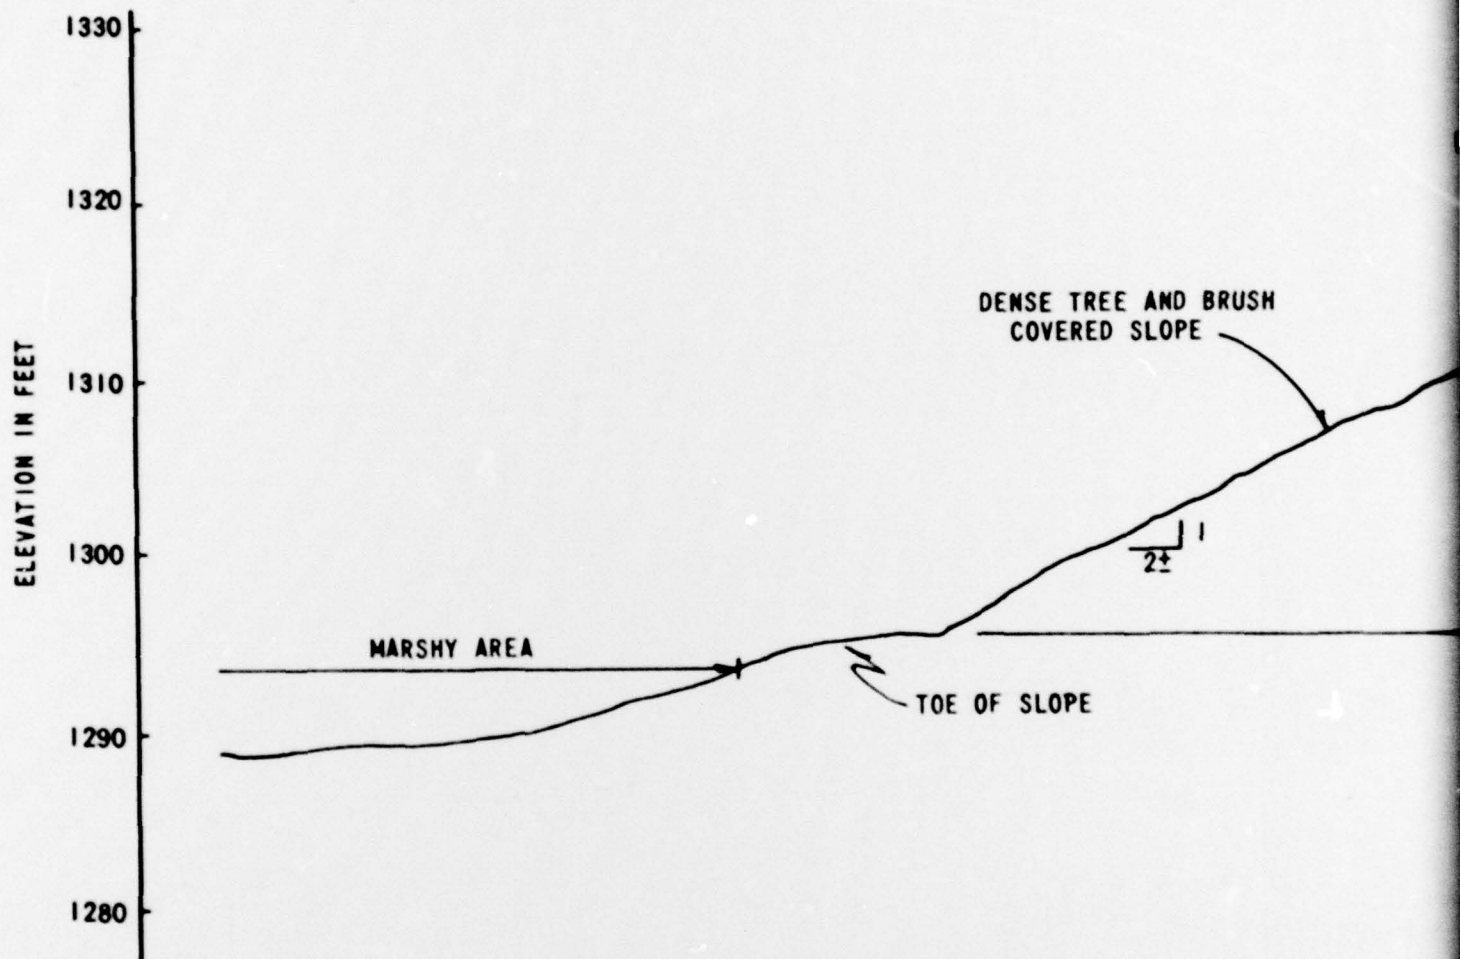 1330
1320
DENSE TREE AND BRUSH
COVERED SLOPE
1310
ELEVATION IN FEET
1300
1
2±
MARSHY AREA
TOE OF SLOPE
1290
1280